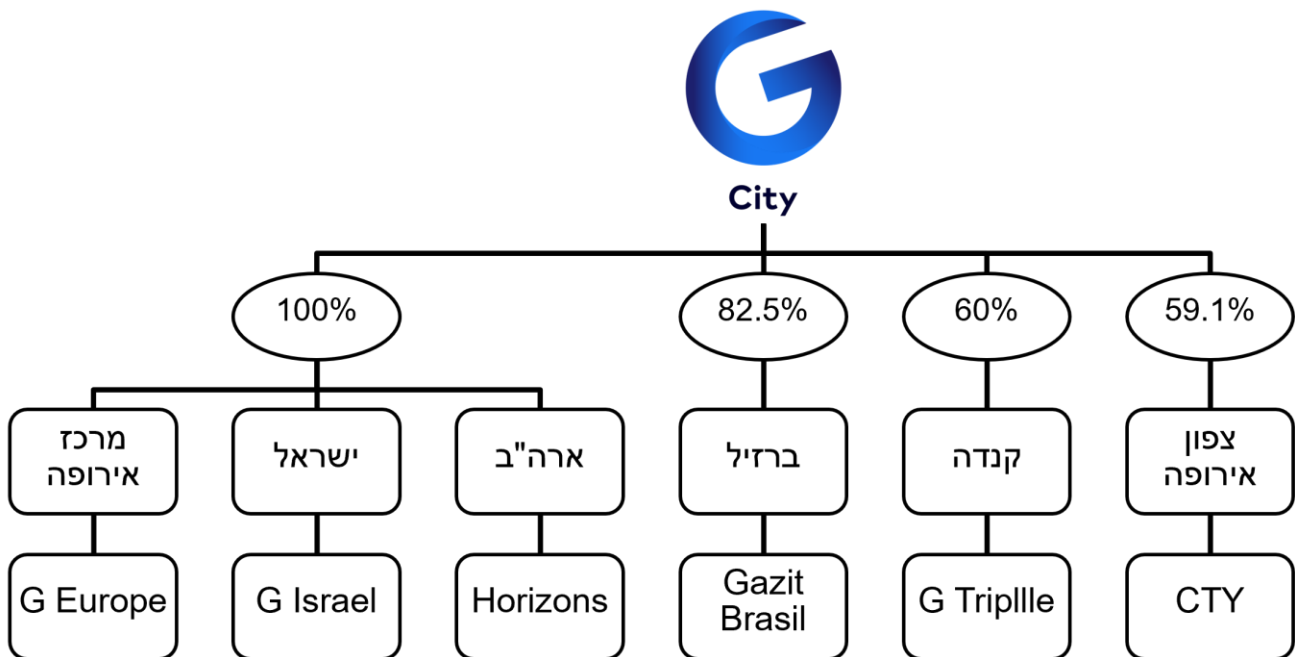 City
100%
82.5%
60%
59.1%
מרכז
אירופה
ישראל
ארה"ב
ברזיל
קנדה
צפון
אירופה
G Europe
G Israel
Horizons
Gazit
Brasil
G Tripllle
CTY